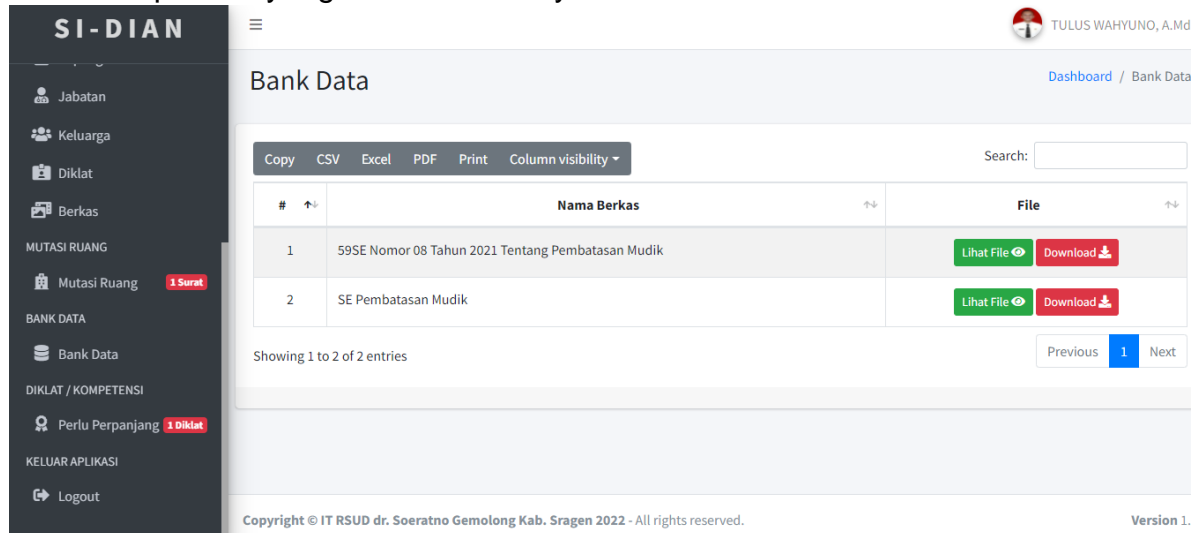 SI-DIAN
TULUS WAHYUNO, A.Md
Jabatan
Keluarga
Diklat
Berkas
MUTASI RUANG
Mutasi Ruang 1 Surat
BANK DATA
Bank Data
DIKLAT / KOMPETENSI
Perlu Perpanjang 1 Diklat
KELUAR APLIKASI
Logout
Bank Data
Dashboard / Bank Data
Copy CSV Excel PDF Print Column visibility
Search:
# Nama Berkas File
1 59SE Nomor 08 Tahun 2021 Tentang Pembatasan Mudik Lihat File Download
2 SE Pembatasan Mudik Lihat File Download
Showing 1 to 2 of 2 entries
Previous 1 Next
Copyright © IT RSUD dr. Soeratno Gemolong Kab. Sragen 2022 - All rights reserved.
Version 1.